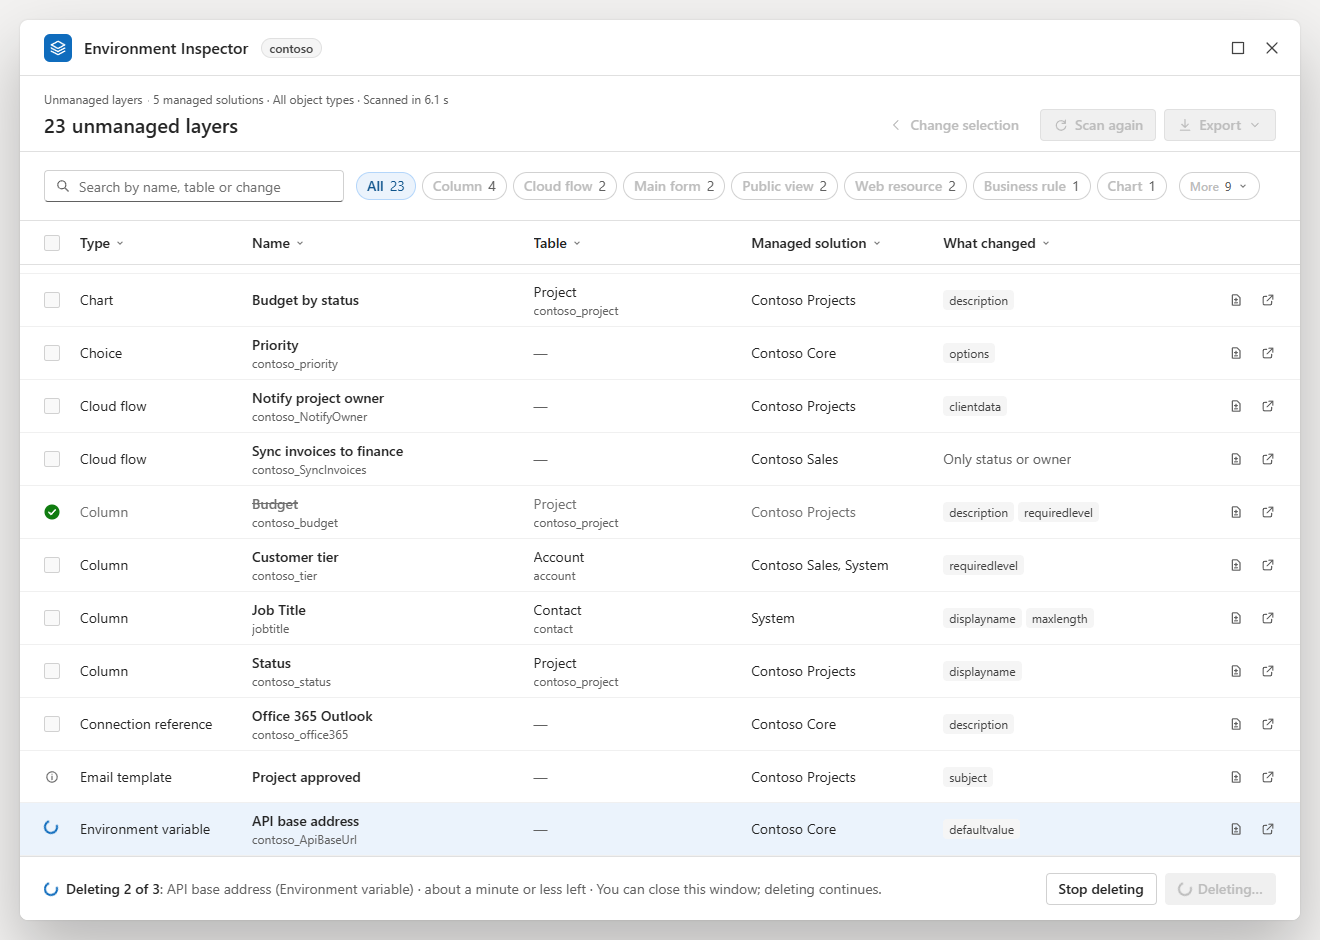 Environment Inspector contoso
Unmanaged layers · 5 managed solutions · All object types · Scanned in 6.1 s
23 unmanaged layers
Change selection Scan again Export
Search by name, table or change All 23 Column 4 Cloud flow 2 Main form 2 Public view 2 Web resource 2 Business rule 1 Chart 1 More 9
Type Name Table Managed solution What changed
Chart Budget by status Project Contoso Projects description
contoso_project
Choice Priority — Contoso Core options
contoso_priority
Cloud flow Notify project owner — Contoso Projects clientdata
contoso_NotifyOwner
Cloud flow Sync invoices to finance — Contoso Sales Only status or owner
contoso_SyncInvoices
Column Budget Project Contoso Projects description requiredlevel
contoso_budget contoso_project
Column Customer tier Account Contoso Sales, System requiredlevel
contoso_tier account
Column Job Title Contact System displayname maxlength
jobtitle contact
Column Status Project Contoso Projects displayname
contoso_status contoso_project
Connection reference Office 365 Outlook — Contoso Core description
contoso_office365
Email template Project approved — Contoso Projects subject
Environment variable API base address — Contoso Core defaultvalue
contoso_ApiBaseUrl
Deleting 2 of 3: API base address (Environment variable) · about a minute or less left · You can close this window; deleting continues. Stop deleting Deleting...